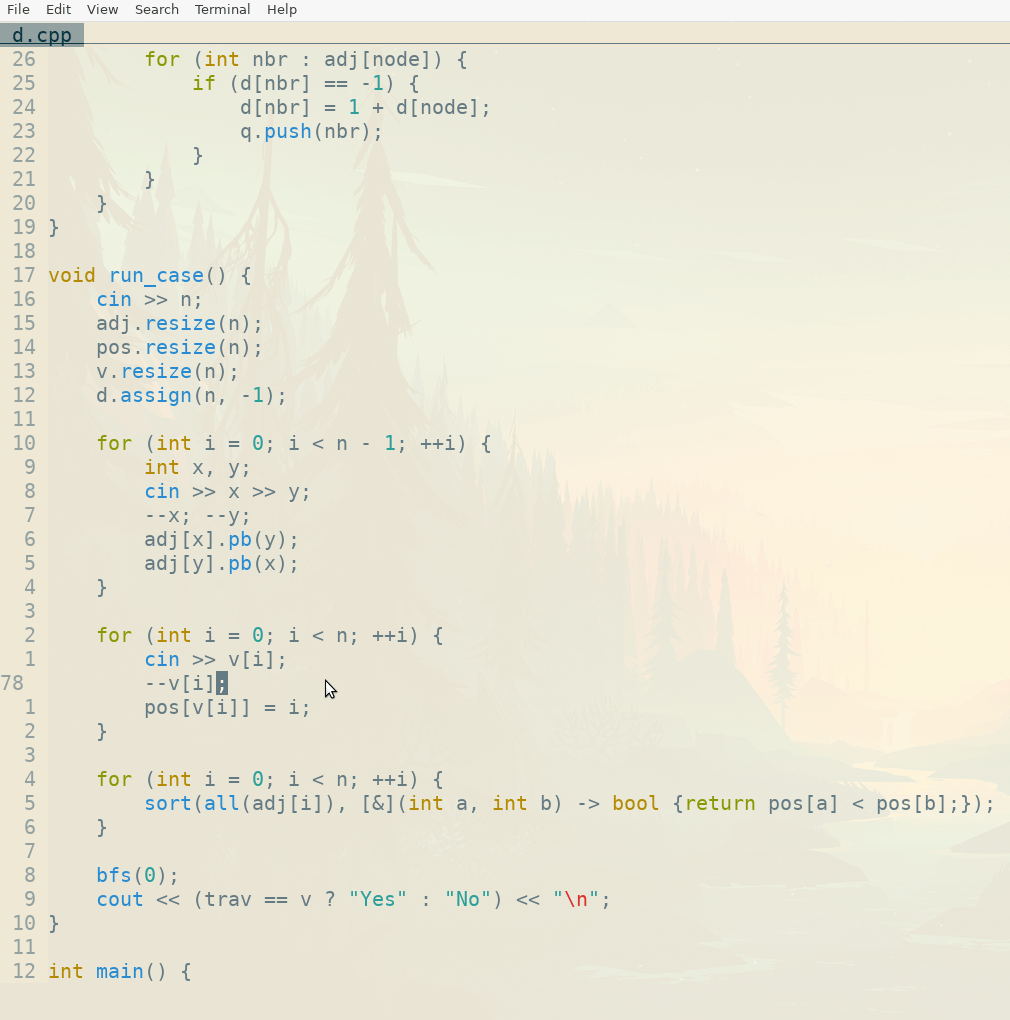 File Edit View Search Terminal Help
d.cpp
26         for (int nbr : adj[node]) {
25             if (d[nbr] == -1) {
24                 d[nbr] = 1 + d[node];
23                 q.push(nbr);
22             }
21         }
20     }
19 }
18
17 void run_case() {
16     cin >> n;
15     adj.resize(n);
14     pos.resize(n);
13     v.resize(n);
12     d.assign(n, -1);
11
10     for (int i = 0; i < n - 1; ++i) {
9         int x, y;
8         cin >> x >> y;
7         --x; --y;
6         adj[x].pb(y);
5         adj[y].pb(x);
4     }
3
2     for (int i = 0; i < n; ++i) {
1         cin >> v[i];
78         --v[i];
1         pos[v[i]] = i;
2     }
3
4     for (int i = 0; i < n; ++i) {
5         sort(all(adj[i]), [&](int a, int b) -> bool {return pos[a] < pos[b];});
6     }
7
8     bfs(0);
9     cout << (trav == v ? "Yes" : "No") << "\n";
10 }
11
12 int main() {